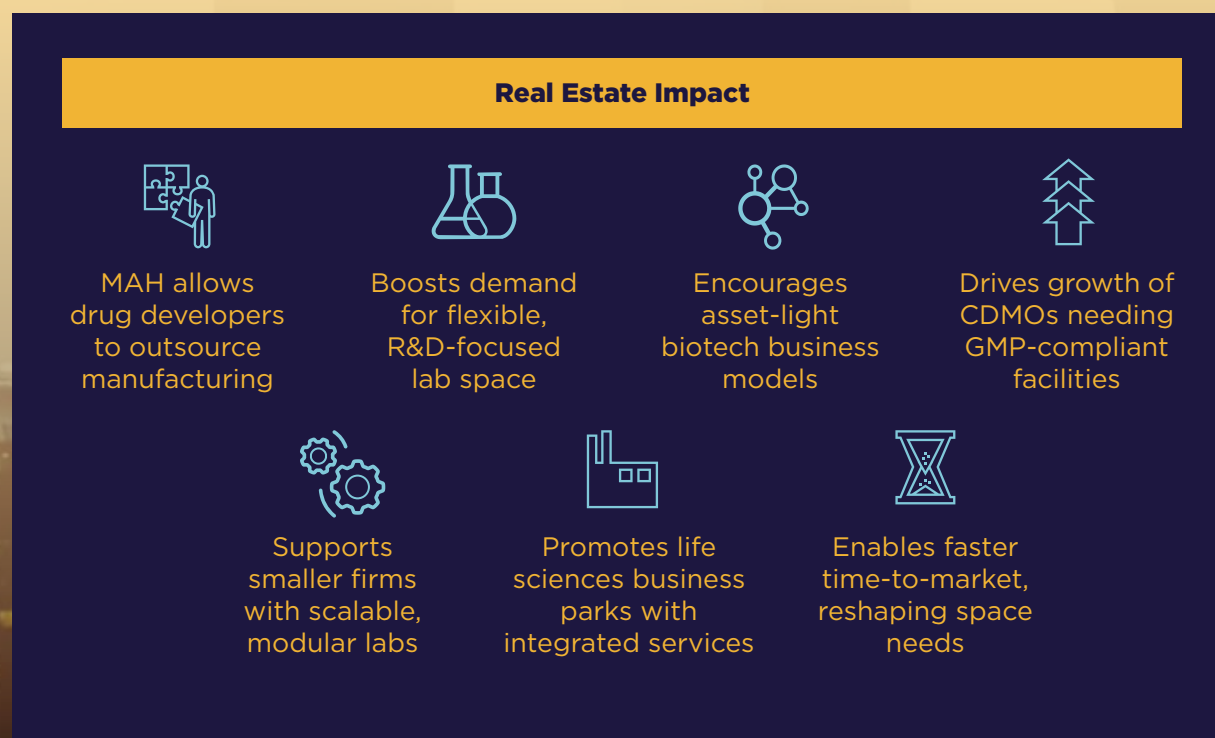 Real Estate Impact
MAH allows
drug developers
to outsource
manufacturing
Boosts demand
for flexible,
R&D-focused
lab space
Encourages
asset-light
biotech business
models
Drives growth of
CDMOs needing
GMP-compliant
facilities
Supports
smaller firms
with scalable,
modular labs
Promotes life
sciences business
parks with
integrated services
Enables faster
time-to-market,
reshaping space
needs